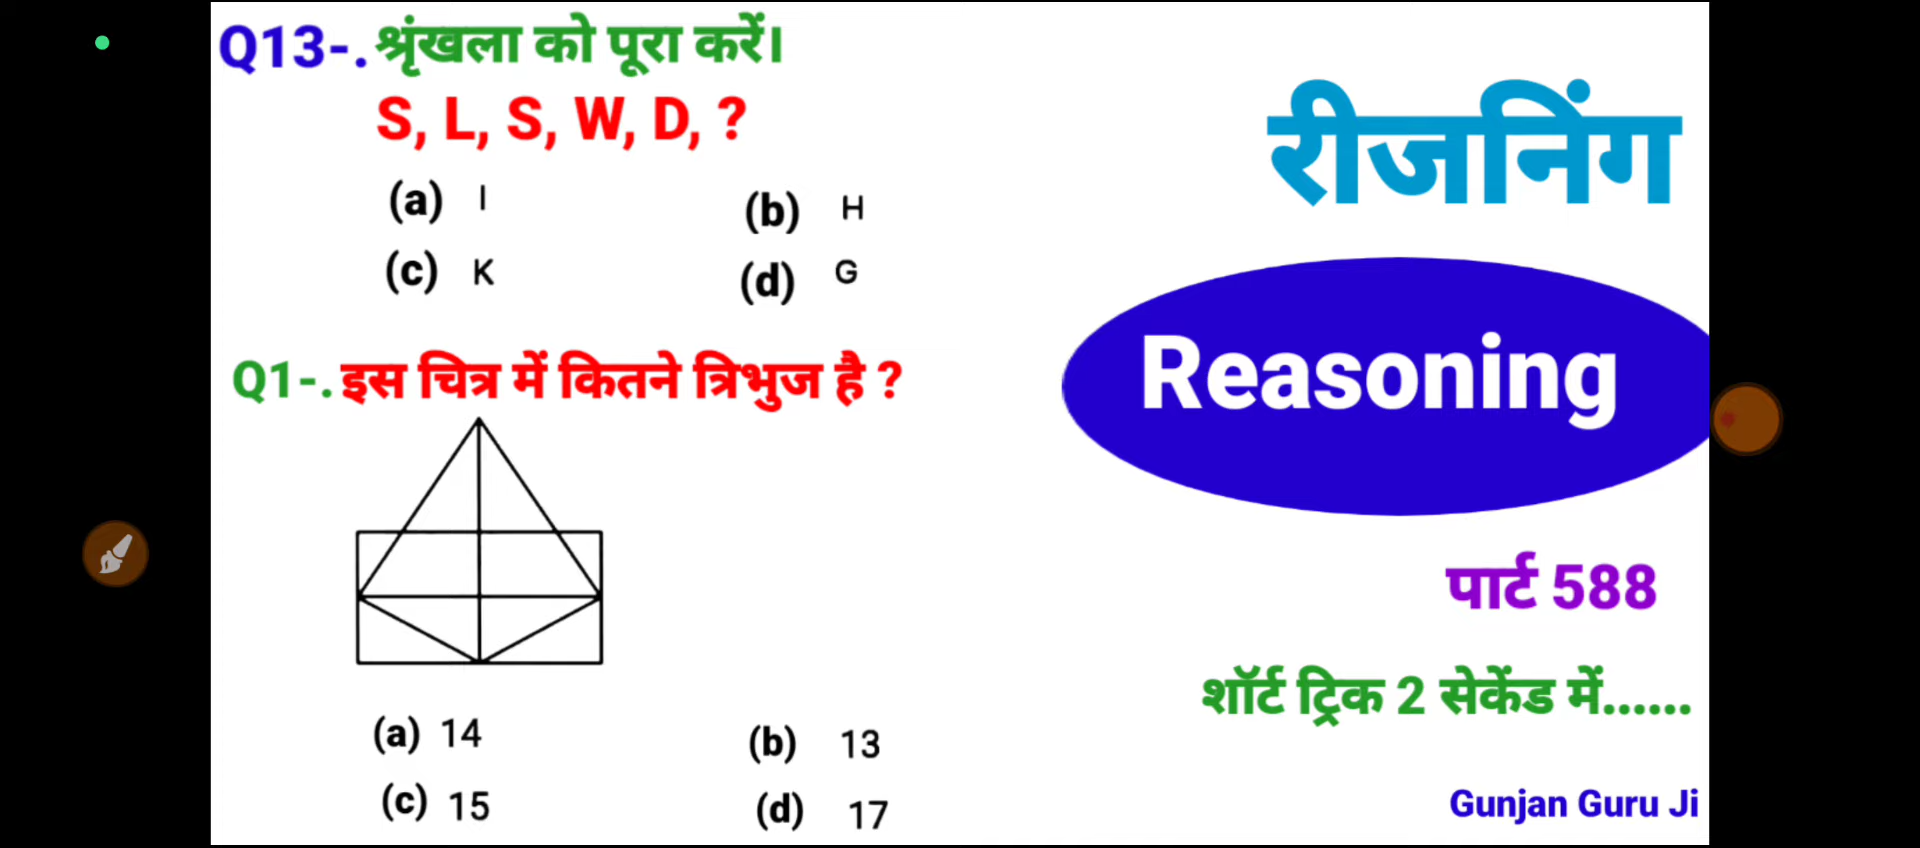 Q13-. श्रृंखला को पूरा करें।
S, L, S, W, D, ?
(a) I (b) H
(c) K (d) G
Q1-. इस चित्र में कितने त्रिभुज है ?
(a) 14 (b) 13
(c) 15 (d) 17
रीजनिंग
Reasoning
पार्ट 588
शॉर्ट ट्रिक 2 सेकेंड में......
Gunjan Guru Ji